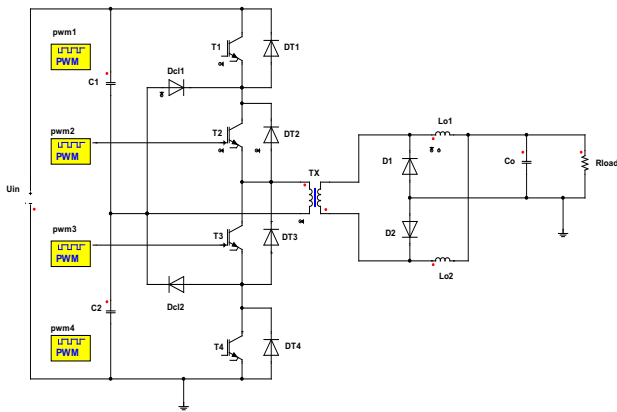 pwm1
PWM
T1
DT1
C1
Dcl1
pwm2
PWM
T2
DT2
Lo1
D1
Co
Rload
TX
Uin
pwm3
PWM
T3
DT3
D2
Lo2
C2
Dcl2
pwm4
PWM
T4
DT4